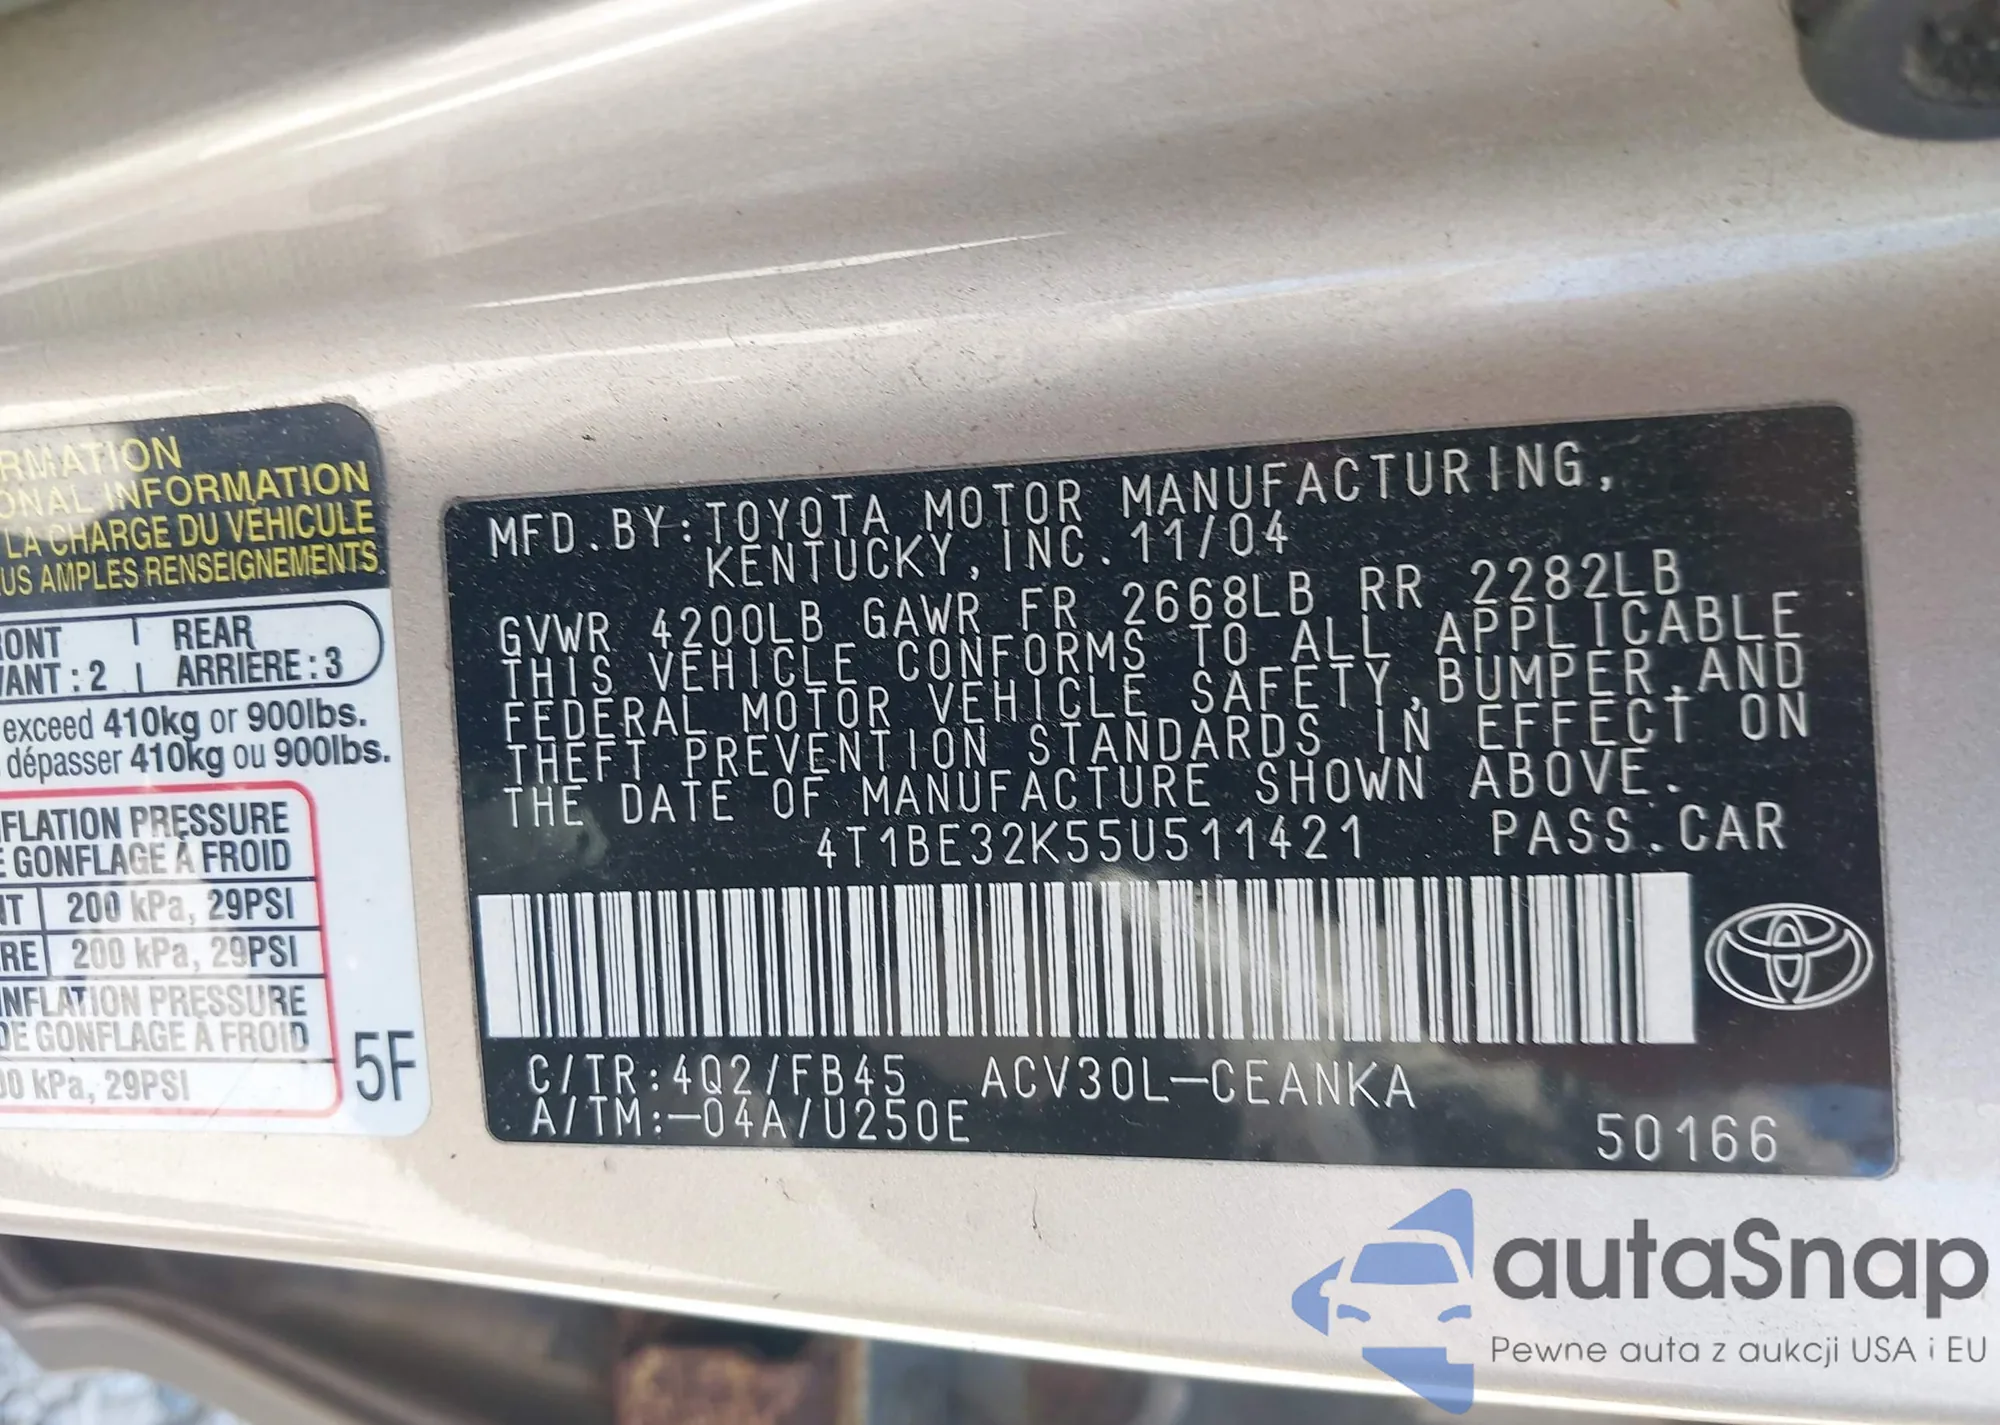 RMATION
ONAL INFORMATION
LA CHARGE DU VÉHICULE
US AMPLES RENSEIGNEMENTS
RONT REAR
VANT : 2 ARRIÈRE : 3
exceed 410kg or 900lbs.
dépasser 410kg ou 900lbs.
FLATION PRESSURE
E GONFLAGE À FROID
NT 200 kPa, 29PSI
RE 200 kPa, 29PSI
INFLATION PRESSURE
DE GONFLAGE À FROID
00 kPa, 29PSI
5F
MFD. BY: TOYOTA MOTOR MANUFACTURING,
KENTUCKY, INC. 11/04
GVWR 4200LB GAWR FR 2668LB RR 2282LB
THIS VEHICLE CONFORMS TO ALL APPLICABLE
FEDERAL MOTOR VEHICLE SAFETY, BUMPER, AND
THEFT PREVENTION STANDARDS IN EFFECT ON
THE DATE OF MANUFACTURE SHOWN ABOVE.
4T1BE32K55U511421 PASS. CAR
C/TR: 4Q2/FB45 ACV30L-CEANKA
A/TM: -04A/U250E
50166
autaSnap
Pewne auta z aukcji USA i EU